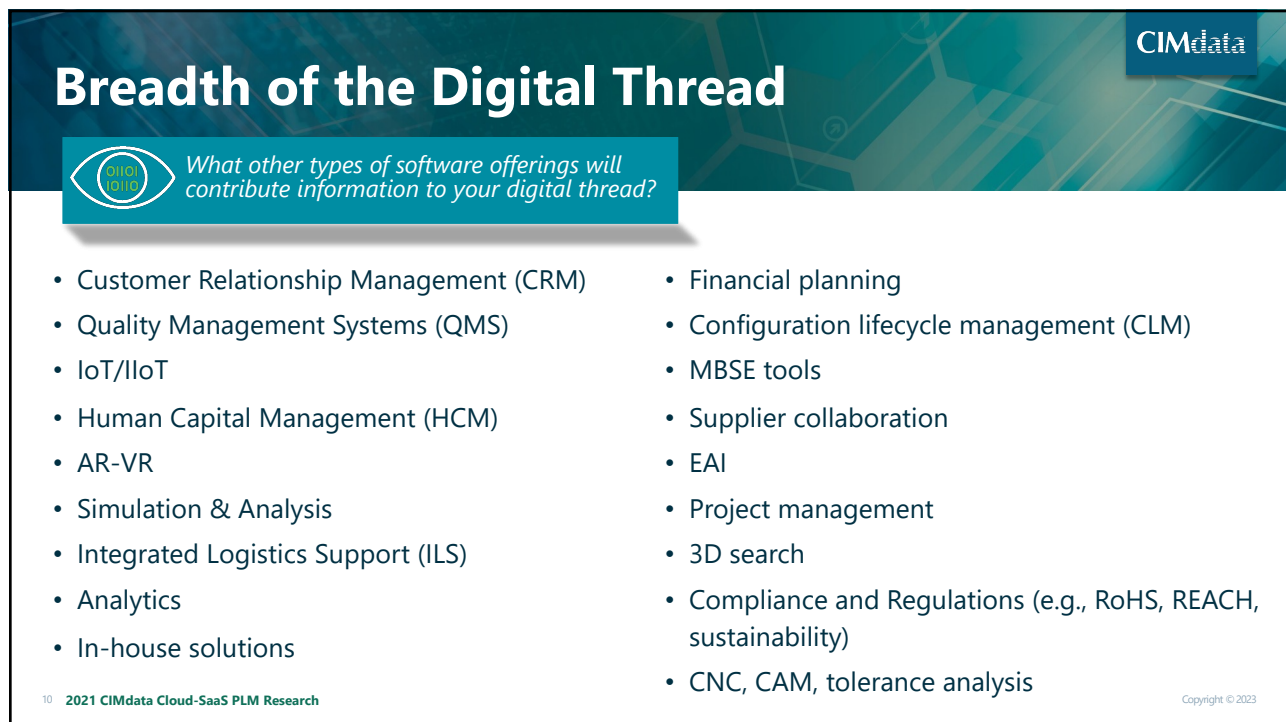 CIMdata
Breadth of the Digital Thread
OIIOI
IOIIO
What other types of software offerings will
contribute information to your digital thread?
• Customer Relationship Management (CRM)
• Quality Management Systems (QMS)
• IoT/IIoT
• Human Capital Management (HCM)
• AR-VR
• Simulation & Analysis
• Integrated Logistics Support (ILS)
• Analytics
• In-house solutions
• Financial planning
• Configuration lifecycle management (CLM)
• MBSE tools
• Supplier collaboration
• EAI
• Project management
• 3D search
• Compliance and Regulations (e.g., RoHS, REACH,
sustainability)
• CNC, CAM, tolerance analysis
10 2021 CIMdata Cloud-SaaS PLM Research
Copyright © 2023